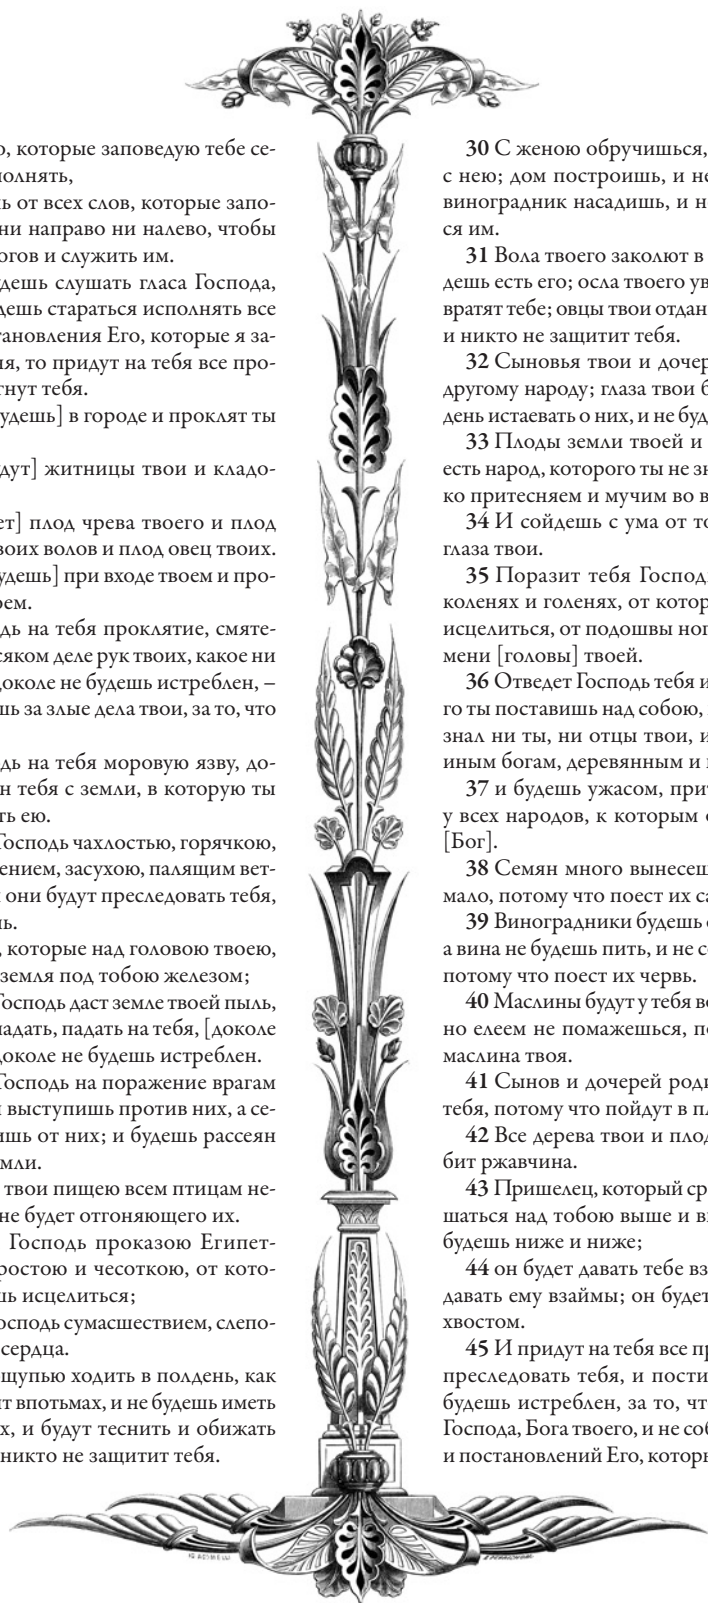 о, которые заповедую тебе се-
полнять,
ь от всех слов, которые запо-
ни направо ни налево, чтобы
огов и служить им.
дешь слушать гласа Господа,
дешь стараться исполнять все
тановления Его, которые я за-
ня, то придут на тебя все про-
гнут тебя.
будешь] в городе и проклят ты
дут] житницы твои и кладо-
ет] плод чрева твоего и плод
воих волов и плод овец твоих.
удешь] при входе твоем и про-
оем.
дь на тебя проклятие, смяте-
сяком деле рук твоих, какое ни
доколе не будешь истреблен, –
шь за злые дела твои, за то, что
дь на тебя моровую язву, до-
н тебя с земли, в которую ты
ть ею.
Господь чахлостью, горячкою,
ением, засухою, палящим вет-
и они будут преследовать тебя,
нь.
, которые над головою твоею,
земля под тобою железом;
Господь даст земле твоей пыль,
падать, падать на тебя, [доколе
доколе не будешь истреблен.
Господь на поражение врагам
и выступишь против них, а се-
ишь от них; и будешь рассеян
мли.
твои пищею всем птицам не-
не будет отгоняющего их.
Господь проказою Египет-
ростою и чесоткою, от кото-
шь исцелиться;
осподь сумасшествием, слепо-
сердца.
щупью ходить в полдень, как
ит впотьмах, и не будешь иметь
х, и будут теснить и обижать
никто не защитит тебя.
30 С женою обручишься,
с нею; дом построишь, и не
виноградник насадишь, и н
ся им.
31 Вола твоего заколют в
дешь есть его; осла твоего ув
вратят тебе; овцы твои отдан
и никто не защитит тебя.
32 Сыновья твои и дочер
другому народу; глаза твои б
день истаевать о них, и не буд
33 Плоды земли твоей и
есть народ, которого ты не зн
ко притесняем и мучим во в
34 И сойдешь с ума от то
глаза твои.
35 Поразит тебя Господ
коленях и голенях, от котор
исцелиться, от подошвы ног
мени [головы] твоей.
36 Отведет Господь тебя и
го ты поставишь над собою,
знал ни ты, ни отцы твои, и
иным богам, деревянным и
37 и будешь ужасом, прит
у всех народов, к которым о
[Бог].
38 Семян много вынесеш
мало, потому что поест их са
39 Виноградники будешь
а вина не будешь пить, и не с
потому что поест их червь.
40 Маслины будут у тебя во
но елеем не помажешься, по
маслина твоя.
41 Сынов и дочерей роди
тебя, потому что пойдут в пл
42 Все дерева твои и плод
бит ржавчина.
43 Пришелец, который ср
шаться над тобою выше и в
будешь ниже и ниже;
44 он будет давать тебе вз
давать ему взаймы; он будет
хвостом.
45 И придут на тебя все пр
преследовать тебя, и пости
будешь истреблен, за то, чт
Господа, Бога твоего, и не соб
и постановлений Его, котор